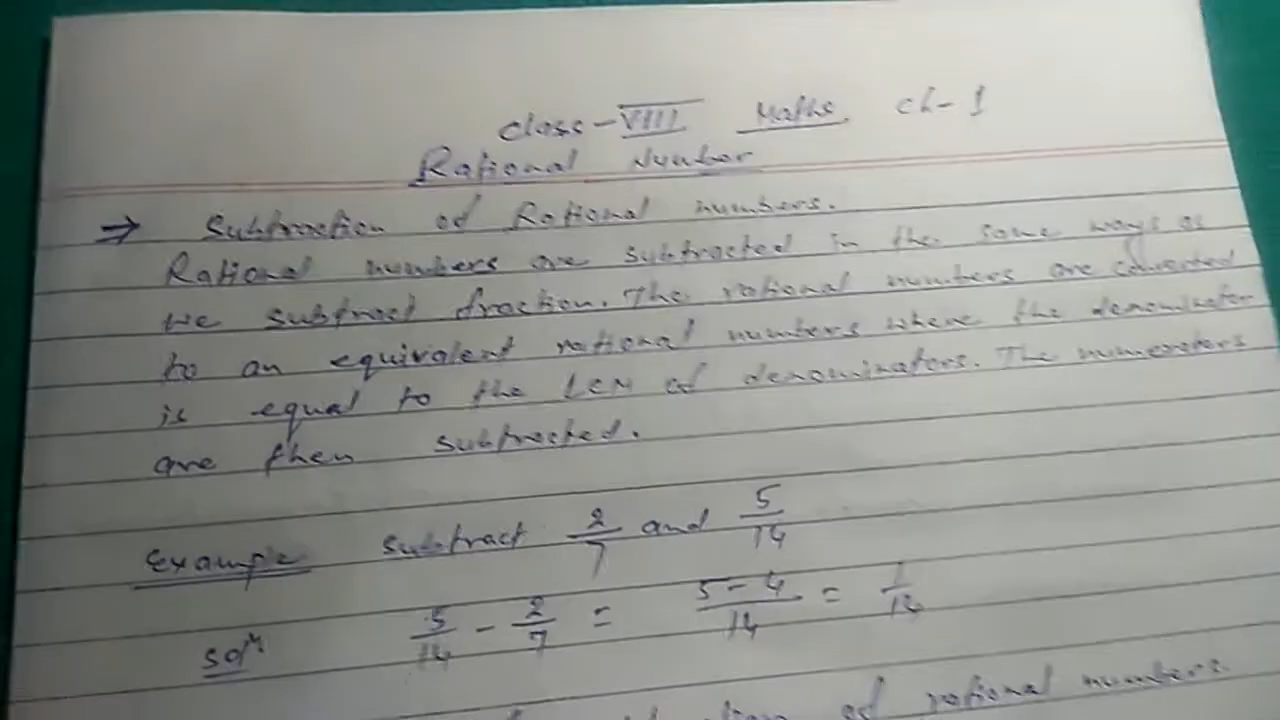 Class-VIII Maths Ch-1
Rational Number
⇒ Subtraction of Rational numbers.
Rational numbers are subtracted in the same ways as
we subtract fraction. The rational numbers are converted
to an equivalent rational numbers where the denominator
is equal to the LCM of denominators. The numerators
are then subtracted.
Example Subtract 2/7 and 5/14
Solⁿ 5/14 - 2/7 = 5-4/14 = 1/14
of rational numbers.